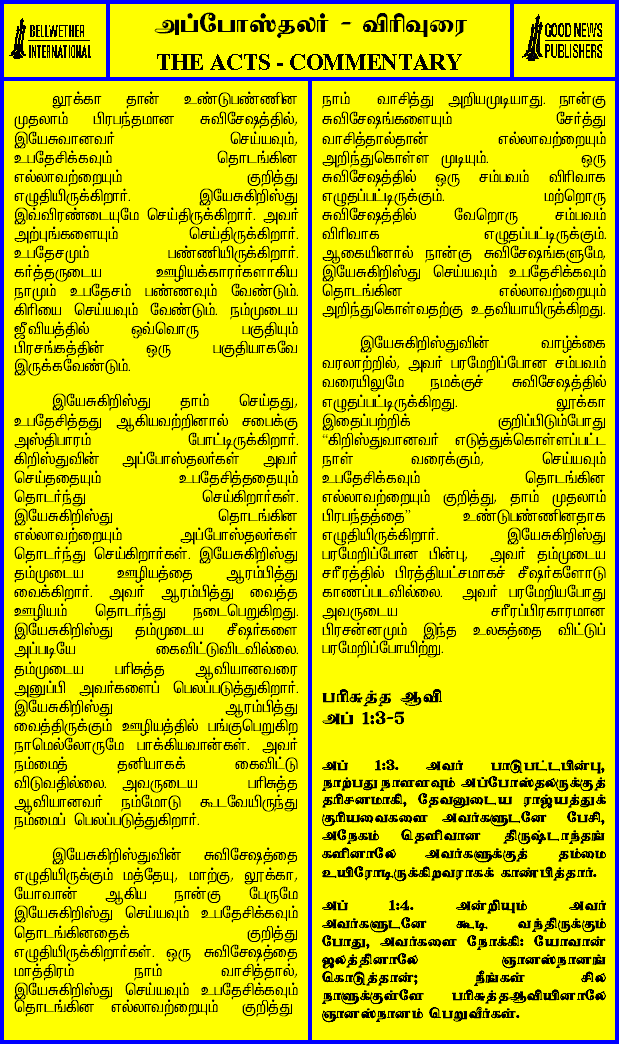 BELLWETHER
INTERNATIONAL
அப்போஸ்தலர் - விரிவுரை
THE ACTS - COMMENTARY
GOOD NEWS
PUBLISHERS
லூக்கா தான் உண்டுபண்ணின
முதலாம் பிரபந்தமான சுவிசேஷத்தில்,
இயேசுவானவர் செய்யவும்,
உபதேசிக்கவும் தொடங்கின
எல்லாவற்றையும் குறித்து
எழுதியிருக்கிறார். இயேசுகிறிஸ்து
இவ்விரண்டையுமே செய்திருக்கிறார். அவர்
அற்புங்களையும் செய்திருக்கிறார்.
உபதேசமும் பண்ணியிருக்கிறார்.
கர்த்தருடைய ஊழியக்காரர்களாகிய
நாமும் உபதேசம் பண்ணவும் வேண்டும்.
கிரியை செய்யவும் வேண்டும். நம்முடைய
ஜீவியத்தில் ஒவ்வொரு பகுதியும்
பிரசங்கத்தின் ஒரு பகுதியாகவே
இருக்கவேண்டும்.
இயேசுகிறிஸ்து தாம் செய்தது,
உபதேசித்தது ஆகியவற்றினால் சபைக்கு
அஸ்திபாரம் போட்டிருக்கிறார்.
கிறிஸ்துவின் அப்போஸ்தலர்கள் அவர்
செய்ததையும் உபதேசித்ததையும்
தொடர்ந்து செய்கிறார்கள்.
இயேசுகிறிஸ்து தொடங்கின
எல்லாவற்றையும் அப்போஸ்தலர்கள்
தொடர்ந்து செய்கிறார்கள். இயேசுகிறிஸ்து
தம்முடைய ஊழியத்தை ஆரம்பித்து
வைக்கிறார். அவர் ஆரம்பித்து வைத்த
ஊழியம் தொடர்ந்து நடைபெறுகிறது.
இயேசுகிறிஸ்து தம்முடைய சீஷர்களை
அப்படியே கைவிட்டுவிடவில்லை.
தம்முடைய பரிசுத்த ஆவியானவரை
அனுப்பி அவர்களைப் பெலப்படுத்துகிறார்.
இயேசுகிறிஸ்து ஆரம்பித்து
வைத்திருக்கும் ஊழியத்தில் பங்குபெறுகிற
நாமெல்லோருமே பாக்கியவான்கள். அவர்
நம்மைத் தனியாகக் கைவிட்டு
விடுவதில்லை. அவருடைய பரிசுத்த
ஆவியானவர் நம்மோடு கூடவேயிருந்து
நம்மைப் பெலப்படுத்துகிறார்.
இயேசுகிறிஸ்துவின் சுவிசேஷத்தை
எழுதியிருக்கும் மத்தேயு, மாற்கு, லூக்கா,
யோவான் ஆகிய நான்கு பேருமே
இயேசுகிறிஸ்து செய்யவும் உபதேசிக்கவும்
தொடங்கினதைக் குறித்து
எழுதியிருக்கிறார்கள். ஒரு சுவிசேஷத்தை
மாத்திரம் நாம் வாசித்தால்,
இயேசுகிறிஸ்து செய்யவும் உபதேசிக்கவும்
தொடங்கின எல்லாவற்றையும் குறித்து
நாம் வாசித்து அறியமுடியாது. நான்கு
சுவிசேஷங்களையும் சேர்த்து
வாசித்தால்தான் எல்லாவற்றையும்
அறிந்துகொள்ள முடியும். ஒரு
சுவிசேஷத்தில் ஒரு சம்பவம் விரிவாக
எழுதப்பட்டிருக்கும். மற்றொரு
சுவிசேஷத்தில் வேறொரு சம்பவம்
விரிவாக எழுதப்பட்டிருக்கும்.
ஆகையினால் நான்கு சுவிசேஷங்களுமே,
இயேசுகிறிஸ்து செய்யவும் உபதேசிக்கவும்
தொடங்கின எல்லாவற்றையும்
அறிந்துகொள்வதற்கு உதவியாயிருக்கிறது.
இயேசுகிறிஸ்துவின் வாழ்க்கை
வரலாற்றில், அவர் பரமேறிப்போன சம்பவம்
வரையிலுமே நமக்குச் சுவிசேஷத்தில்
எழுதப்பட்டிருக்கிறது. லூக்கா
இதைப்பற்றிக் குறிப்பிடும்போது
“கிறிஸ்துவானவர் எடுத்துக்கொள்ளப்பட்ட
நாள் வரைக்கும், செய்யவும்
உபதேசிக்கவும் தொடங்கின
எல்லாவற்றையும் குறித்து, தாம் முதலாம்
பிரபந்தத்தை” உண்டுபண்ணினதாக
எழுதியிருக்கிறார். இயேசுகிறிஸ்து
பரமேறிப்போன பின்பு, அவர் தம்முடைய
சரீரத்தில் பிரத்தியட்சமாகச் சீஷர்களோடு
காணப்படவில்லை. அவர் பரமேறியபோது
அவருடைய சரீரப்பிரகாரமான
பிரசன்னமும் இந்த உலகத்தை விட்டுப்
பரமேறிப்போயிற்று.
பரிசுத்த ஆவி
அப் 1:3-5
அப் 1:3. அவர் பாடுபட்டபின்பு,
நாற்பது நாளளவும் அப்போஸ்தலருக்குத்
தரிசனமாகி, தேவனுடைய ராஜ்யத்துக்
குரியவைகளை அவர்களுடனே பேசி,
அநேகம் தெளிவான திருஷ்டாந்தங்
களினாலே அவர்களுக்குத் தம்மை
உயிரோடிருக்கிறவராகக் காண்பித்தார்.
அப் 1:4. அன்றியும் அவர்
அவர்களுடனே கூடி வந்திருக்கும்
போது, அவர்களை நோக்கி: யோவான்
ஜலத்தினாலே ஞானஸ்நானங்
கொடுத்தான்; நீங்கள் சில
நாளுக்குள்ளே பரிசுத்தஆவியினாலே
ஞானஸ்நானம் பெறுவீர்கள்.